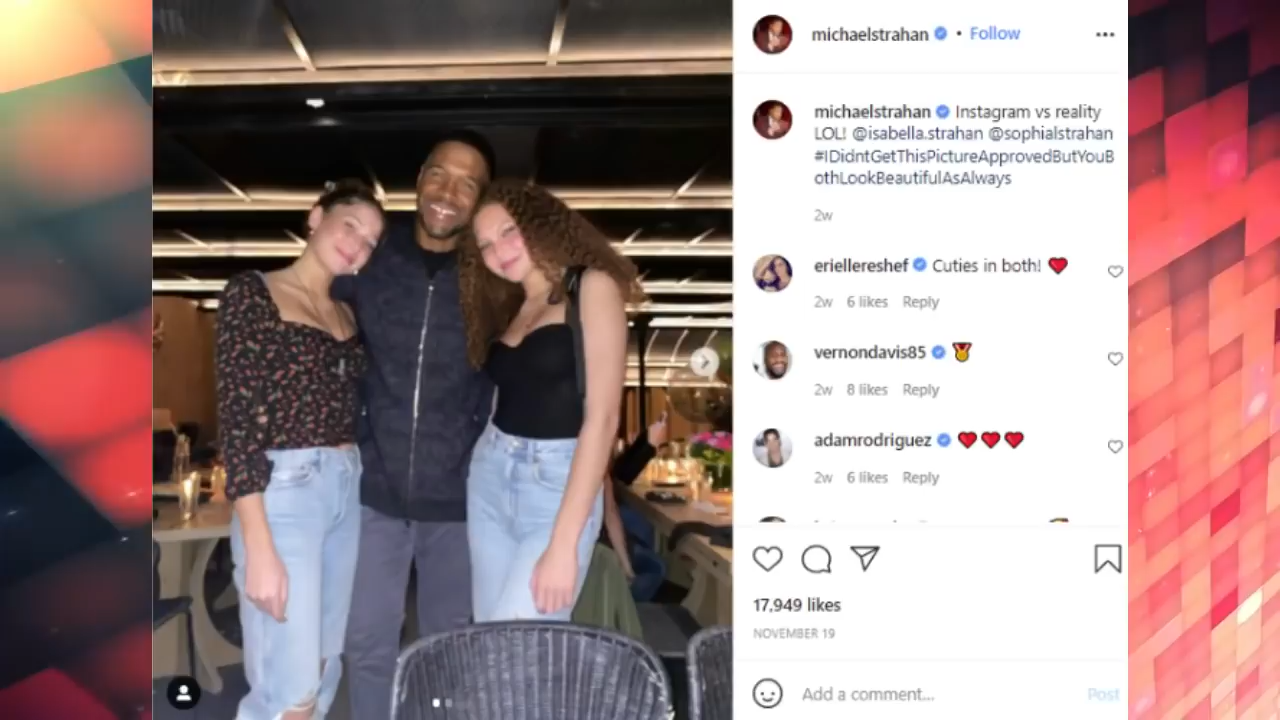 michaelstrahan • Follow
michaelstrahan Instagram vs reality
LOL! @isabella.strahan @sophialstrahan
#IDidntGetThisPictureApprovedButYouB
othLookBeautifulAsAlways
2w
eriellereshef Cuties in both! ❤️
2w 6 likes Reply
vernondavis85 🏅
2w 8 likes Reply
adamrodriguez ❤️❤️❤️
2w 6 likes Reply
17,949 likes
NOVEMBER 19
Add a comment... Post